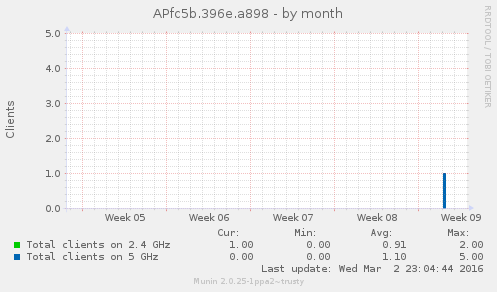 APfc5b.396e.a898 - by month
RRDTOOL / TOBI OETIKER
Clients
5.0
4.0
3.0
2.0
1.0
0.0
Week 05 Week 06 Week 07 Week 08 Week 09
Cur: Min: Avg: Max:
Total clients on 2.4 GHz 1.00 0.00 0.91 2.00
Total clients on 5 GHz 0.00 0.00 1.10 5.00
Last update: Wed Mar 2 23:04:44 2016
Munin 2.0.25-1ppa2~trusty